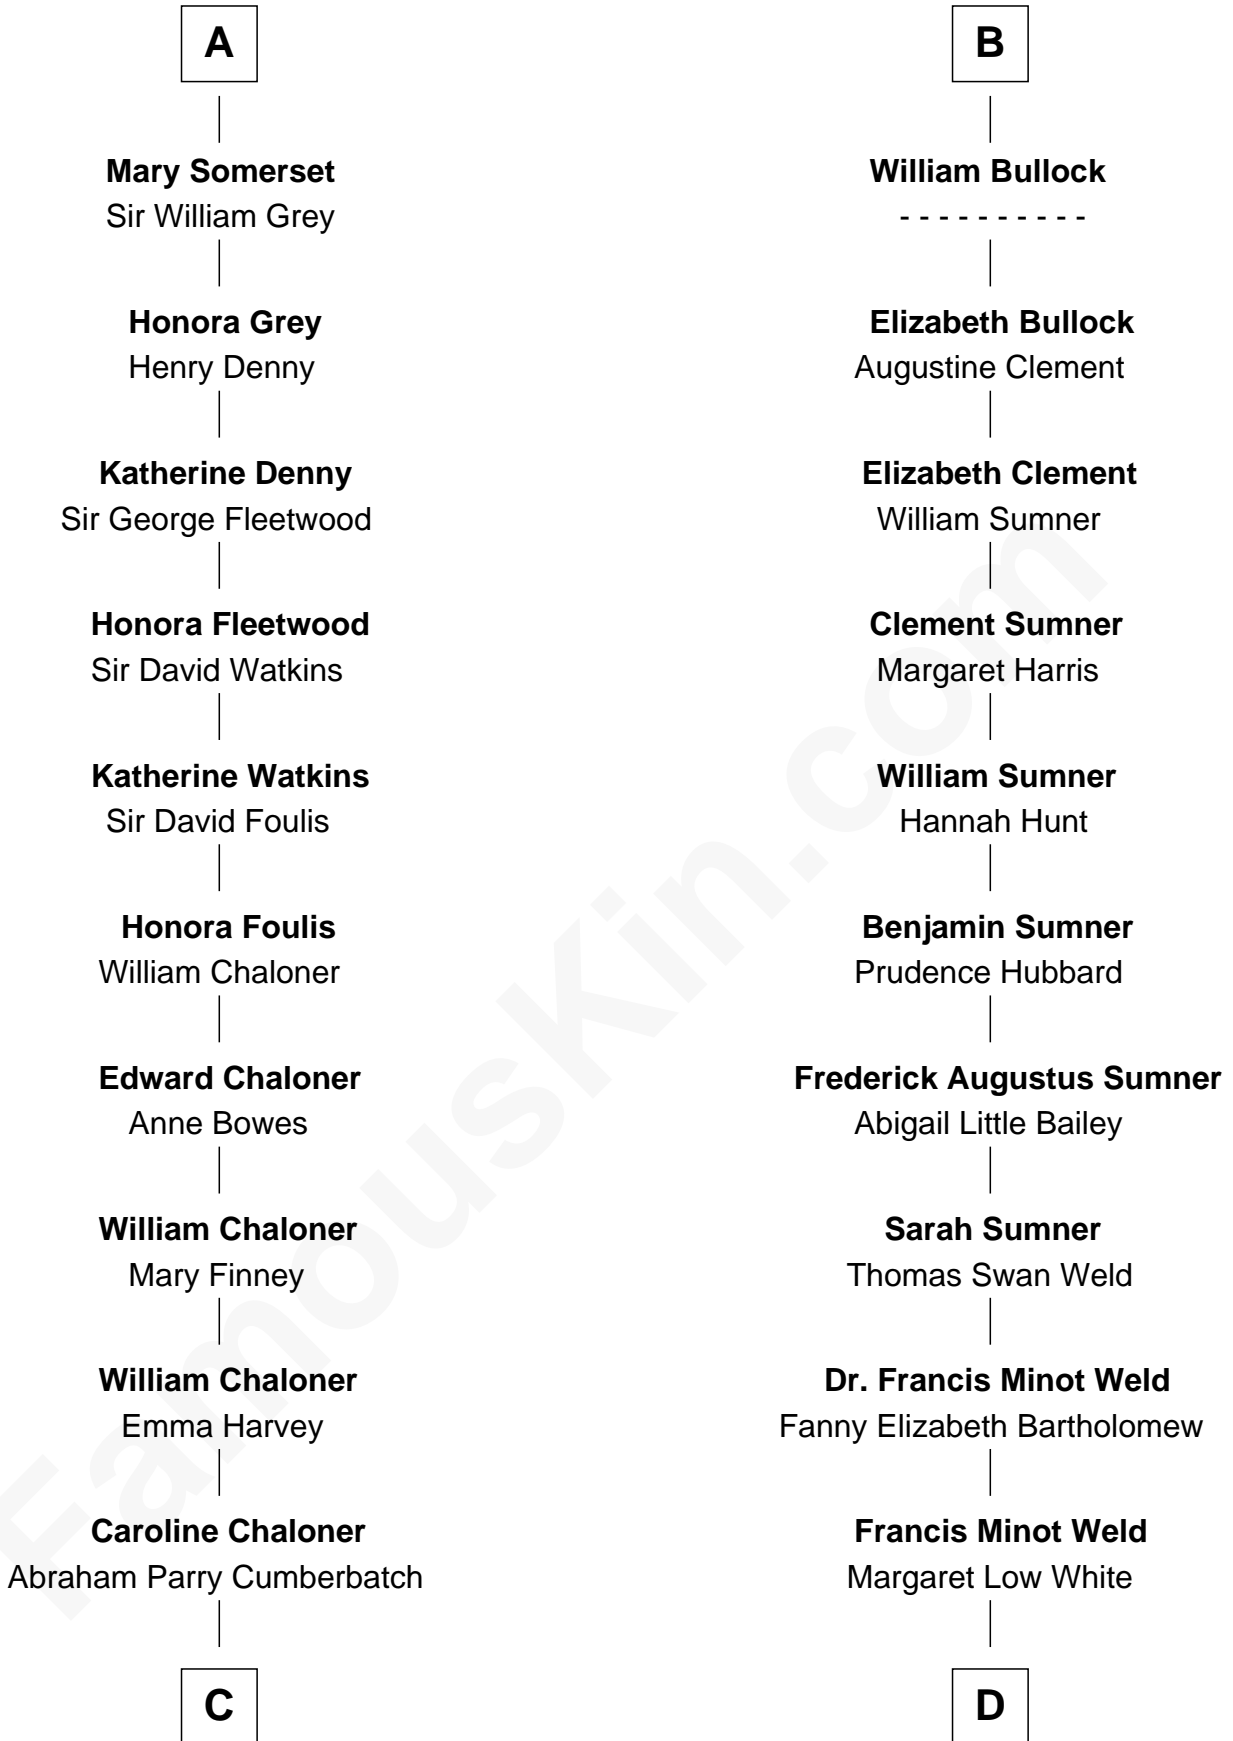 A
Mary Somerset
Sir William Grey
Honora Grey
Henry Denny
Katherine Denny
Sir George Fleetwood
Honora Fleetwood
Sir David Watkins
Katherine Watkins
Sir David Foulis
Honora Foulis
William Chaloner
Edward Chaloner
Anne Bowes
William Chaloner
Mary Finney
William Chaloner
Emma Harvey
Caroline Chaloner
Abraham Parry Cumberbatch
C
B
William Bullock
- - - - - - - - - -
Elizabeth Bullock
Augustine Clement
Elizabeth Clement
William Sumner
Clement Sumner
Margaret Harris
William Sumner
Hannah Hunt
Benjamin Sumner
Prudence Hubbard
Frederick Augustus Sumner
Abigail Little Bailey
Sarah Sumner
Thomas Swan Weld
Dr. Francis Minot Weld
Fanny Elizabeth Bartholomew
Francis Minot Weld
Margaret Low White
D
FamousKin.com